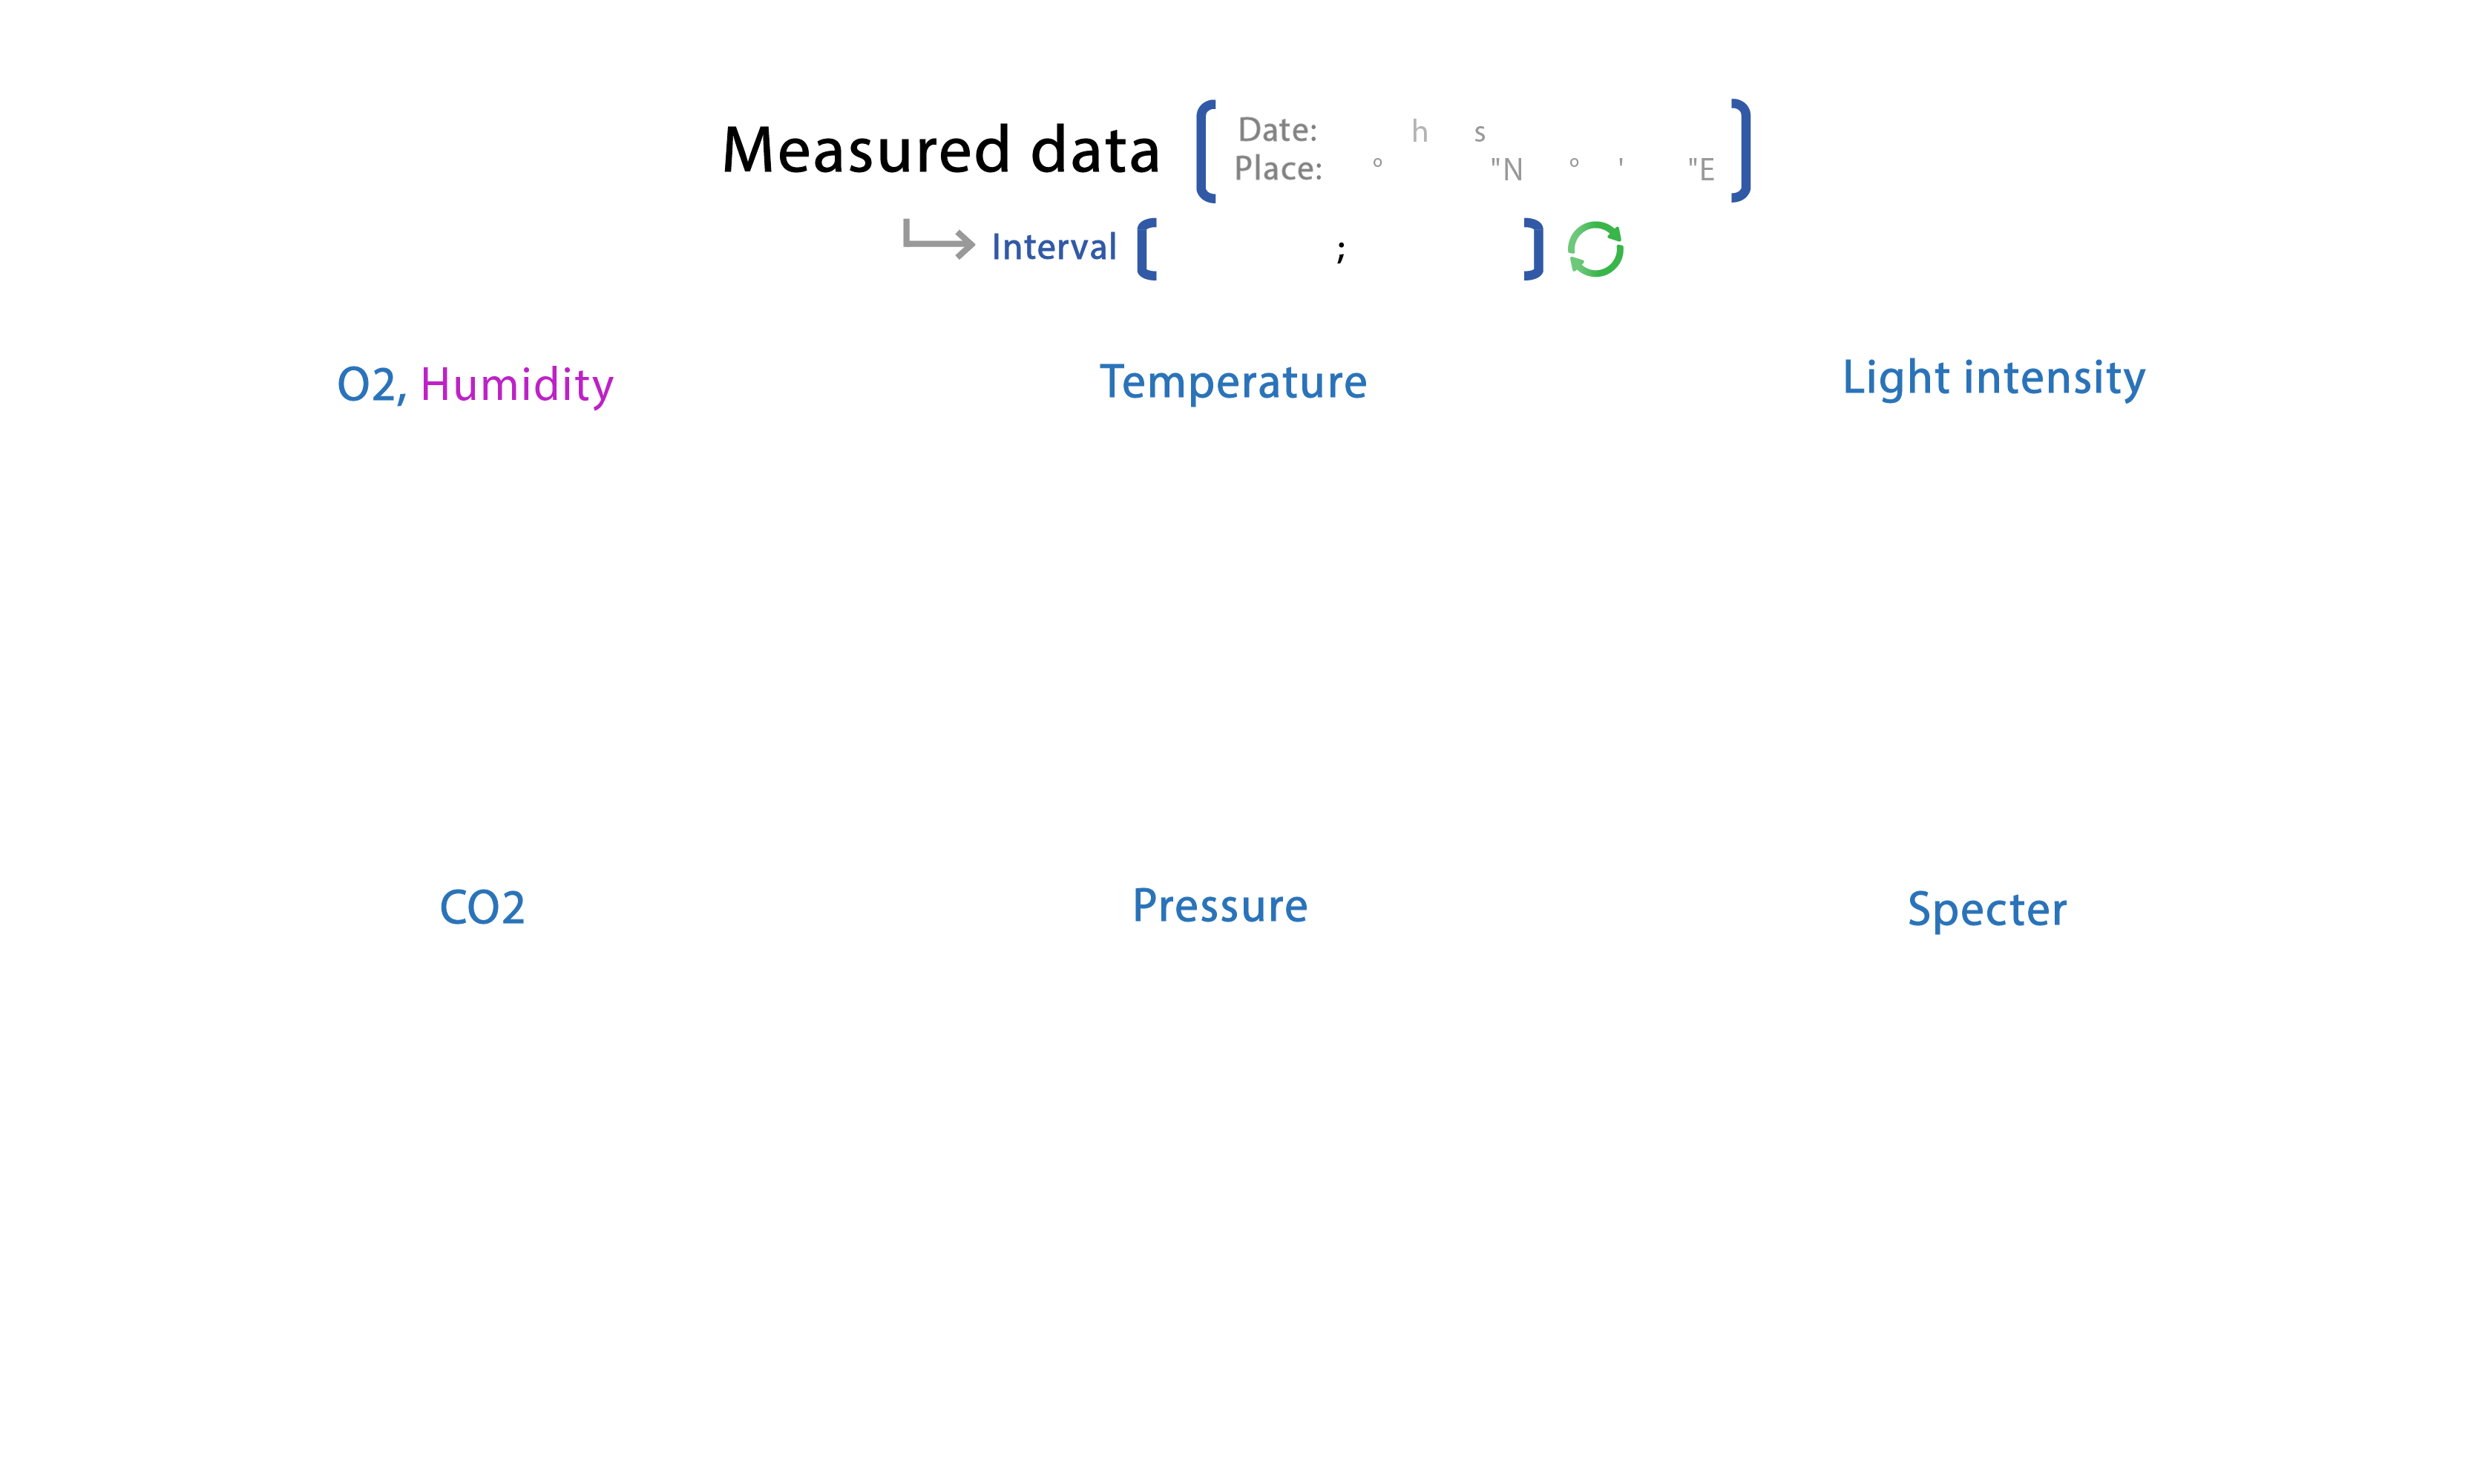 Measured data
Date: h s
Place: ° "N ° ' "E
Interval ;
O2, Humidity
Temperature
Light intensity
CO2
Pressure
Specter